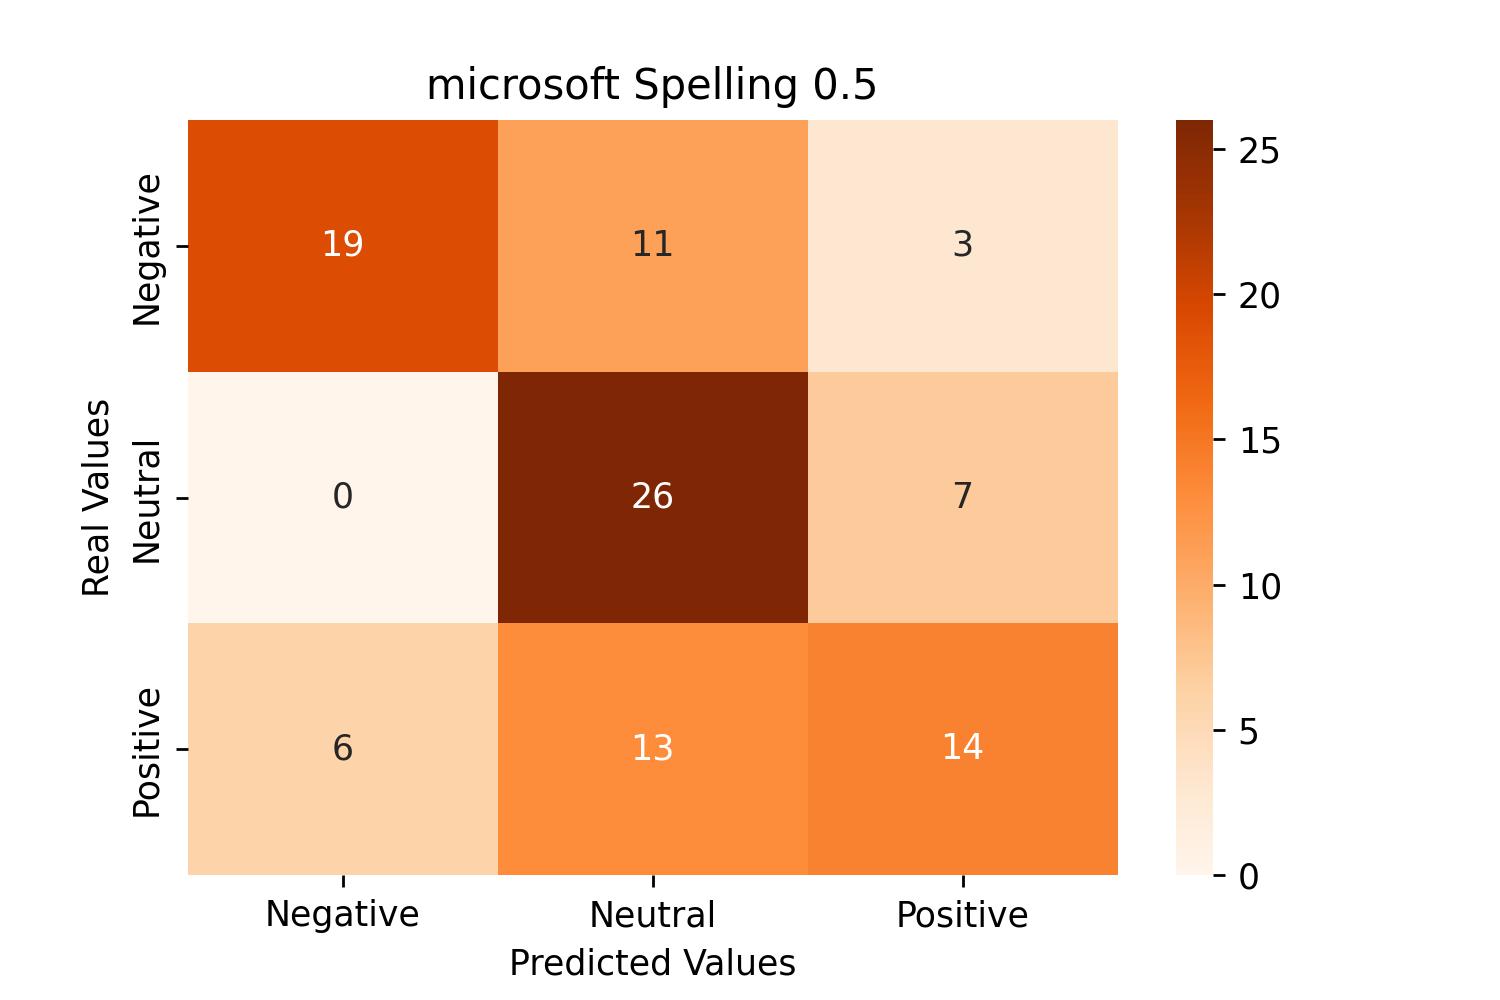 microsoft Spelling 0.5
Negative
19
11
3
Real Values
Neutral
0
26
7
Positive
6
13
14
Negative
Neutral
Positive
Predicted Values
25
20
15
10
5
0